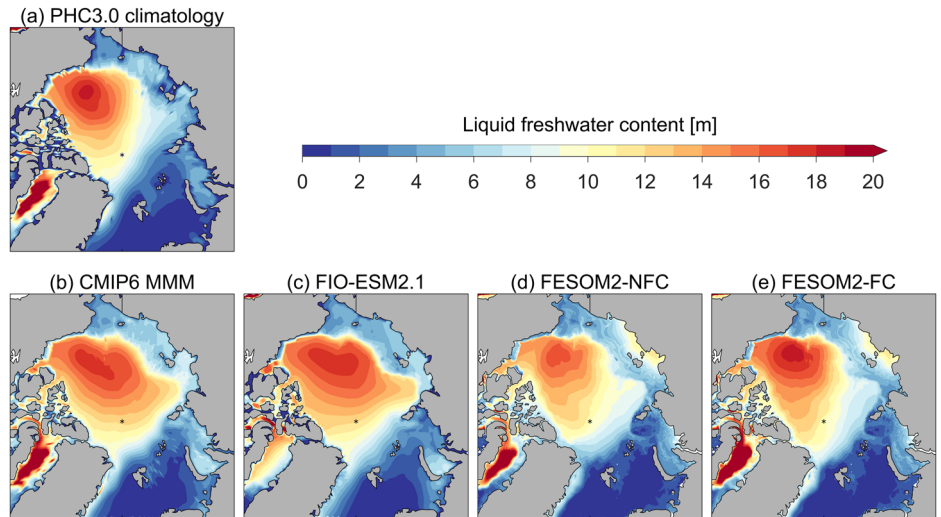 (a) PHC3.0 climatology
Liquid freshwater content [m]
0 2 4 6 8 10 12 14 16 18 20
(b) CMIP6 MMM
(c) FIO-ESM2.1
(d) FESOM2-NFC
(e) FESOM2-FC